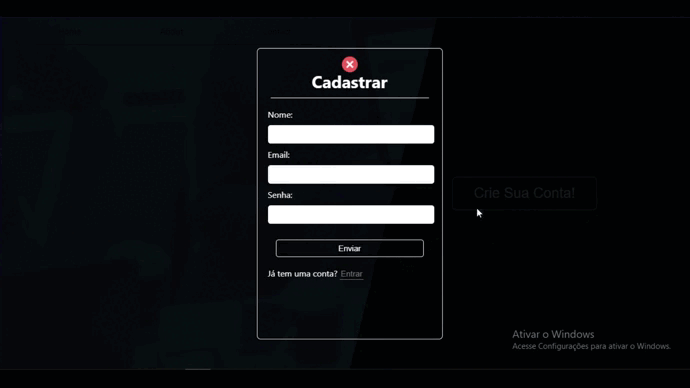 Cadastrar
Nome:
Email:
Senha:
Crie Sua Conta!
Enviar
Já tem uma conta? Entrar
Ativar o Windows
Acesse Configurações para ativar o Windows.